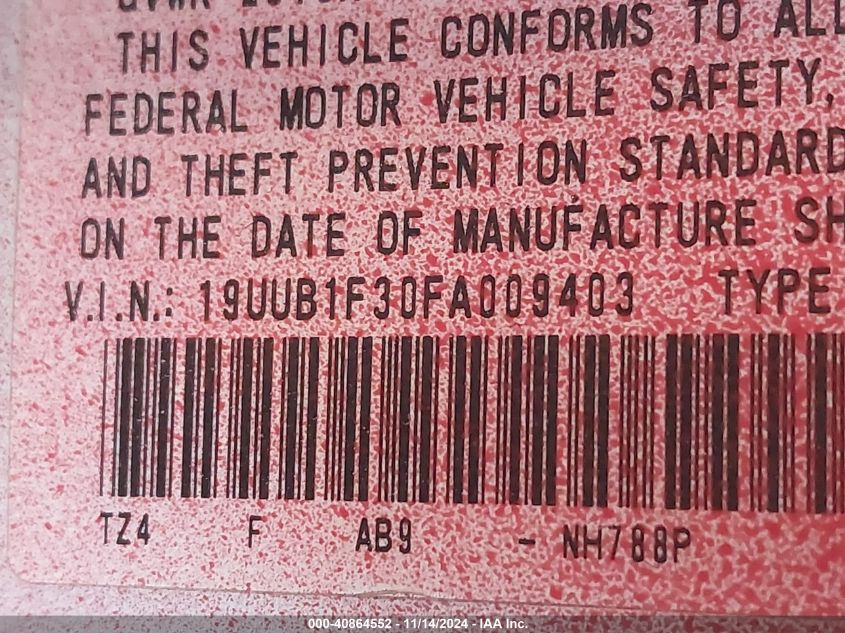 THIS VEHICLE CONFORMS TO ALL
FEDERAL MOTOR VEHICLE SAFETY,
AND THEFT PREVENTION STANDARD
ON THE DATE OF MANUFACTURE SH
V.I.N.: 19UUB1F30FA009403 TYPE
TZ4 F AB9 - NH788P
000-40864552 - 11/14/2024 - IAA Inc.